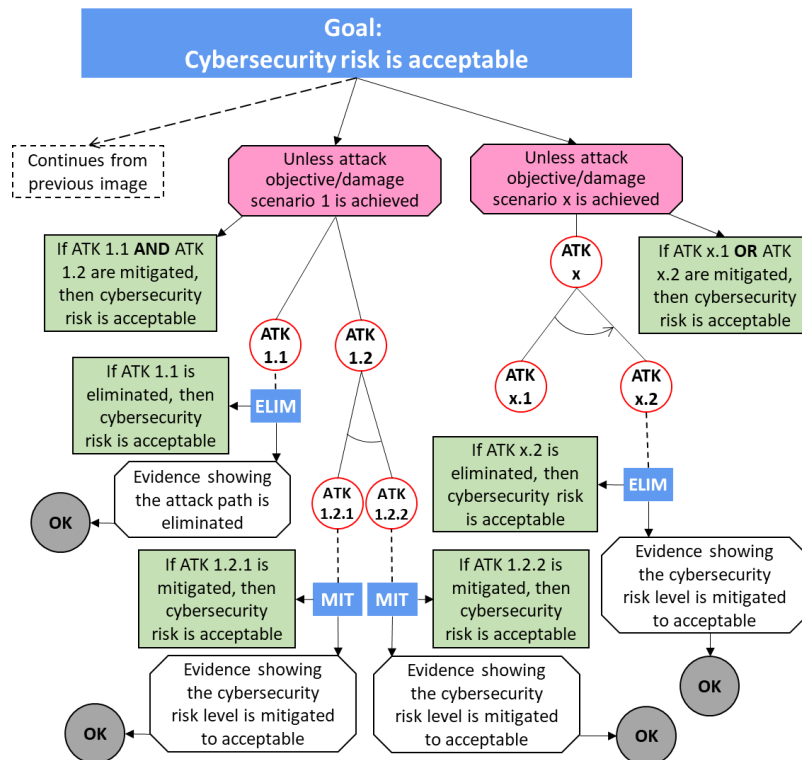 Goal:
Cybersecurity risk is acceptable
Continues from
previous image
Unless attack
objective/damage
scenario 1 is achieved
Unless attack
objective/damage
scenario x is achieved
If ATK 1.1 AND ATK
1.2 are mitigated,
then cybersecurity
risk is acceptable
ATK
x
If ATK x.1 OR ATK
x.2 are mitigated,
then cybersecurity
risk is acceptable
ATK
1.1
ATK
1.2
ATK
x.1
ATK
x.2
If ATK 1.1 is
eliminated, then
cybersecurity
risk is acceptable
ELIM
Evidence showing
the attack path is
eliminated
OK
ATK
1.2.1
ATK
1.2.2
If ATK x.2 is
eliminated, then
cybersecurity risk
is acceptable
ELIM
Evidence showing
the cybersecurity
risk level is mitigated
to acceptable
OK
If ATK 1.2.1 is
mitigated, then
cybersecurity
risk is acceptable
MIT
MIT
If ATK 1.2.2 is
mitigated, then
cybersecurity
risk is acceptable
Evidence showing
the cybersecurity
risk level is mitigated
to acceptable
OK
Evidence showing
the cybersecurity
risk level is mitigated
to acceptable
OK